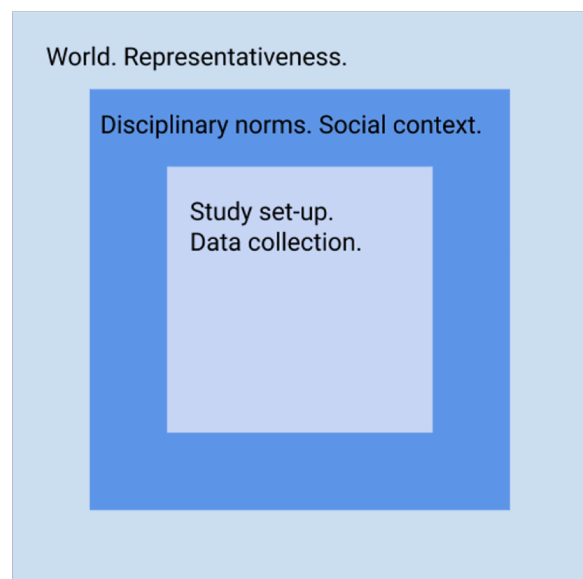 World. Representativeness.
Disciplinary norms. Social context.
Study set-up.
Data collection.